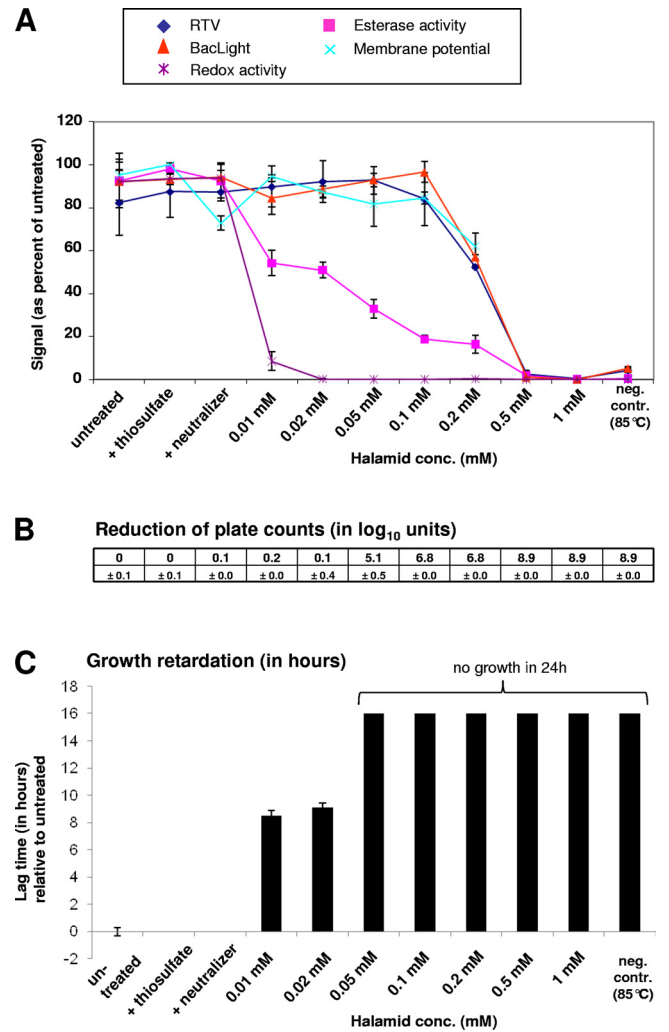 A
RTV
Esterase activity
BacLight
Membrane potential
Redox activity
Signal (as percent of untreated)
120
100
80
60
40
20
0
untreated
+ thiosulfate
+ neutralizer
0.01 mM
0.02 mM
0.05 mM
0.1 mM
0.2 mM
0.5 mM
1 mM
neg.
contr.
(85°C)
Halamid conc. (mM)
B
Reduction of plate counts (in log10 units)
0 0 0.1 0.2 0.1 5.1 6.8 6.8 8.9 8.9 8.9
± 0.1 ± 0.1 ± 0.0 ± 0.0 ± 0.4 ± 0.5 ± 0.0 ± 0.0 ± 0.0 ± 0.0 ± 0.0
C
Growth retardation (in hours)
no growth in 24h
Lag time (in hours)
relative to untreated
18
16
14
12
10
8
6
4
2
0
-2
un-
treated
+ thiosulfate
+ neutralizer
0.01 mM
0.02 mM
0.05 mM
0.1 mM
0.2 mM
0.5 mM
1 mM
neg.
contr.
(85°C)
Halamid conc. (mM)